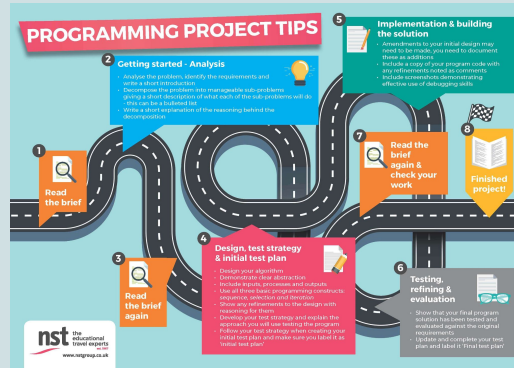 PROGRAMMING PROJECT TIPS
1
Read
the brief
2
Getting started - Analysis
- Analyse the problem, identify the requirements and
write a short introduction
- Decompose the problem into manageable sub-problems
giving a short description of what each of the sub-problems will do
- this can be a bulleted list
- Write a short explanation of the reasoning behind the
decomposition
3
Read
the brief
again
4
Design, test strategy
& initial test plan
- Design your algorithm
- Demonstrate clear abstraction
- Include inputs, processes and outputs
- Use all three basic programming constructs:
sequence, selection and iteration
- Show any refinements to the design with
reasoning for them
- Develop your test strategy and explain the
approach you will use testing the program
- Follow your test strategy when creating your
initial test plan and make sure you label it as
'initial test plan'
5
Implementation & building
the solution
- Amendments to your initial design may
need to be made, you need to document
these as additions
- Include a copy of your program code with
any refinements noted as comments
- Include screenshots demonstrating
effective use of debugging skills
6
Testing,
refining &
evaluation
- Show that your final program
solution has been tested and
evaluated against the original
requirements
- Update and complete your test
plan and label it 'Final test plan'
7
Read the
brief
again &
check your
work
8
Finished
project!
nst
the
educational
travel experts
www.nstgroup.co.uk